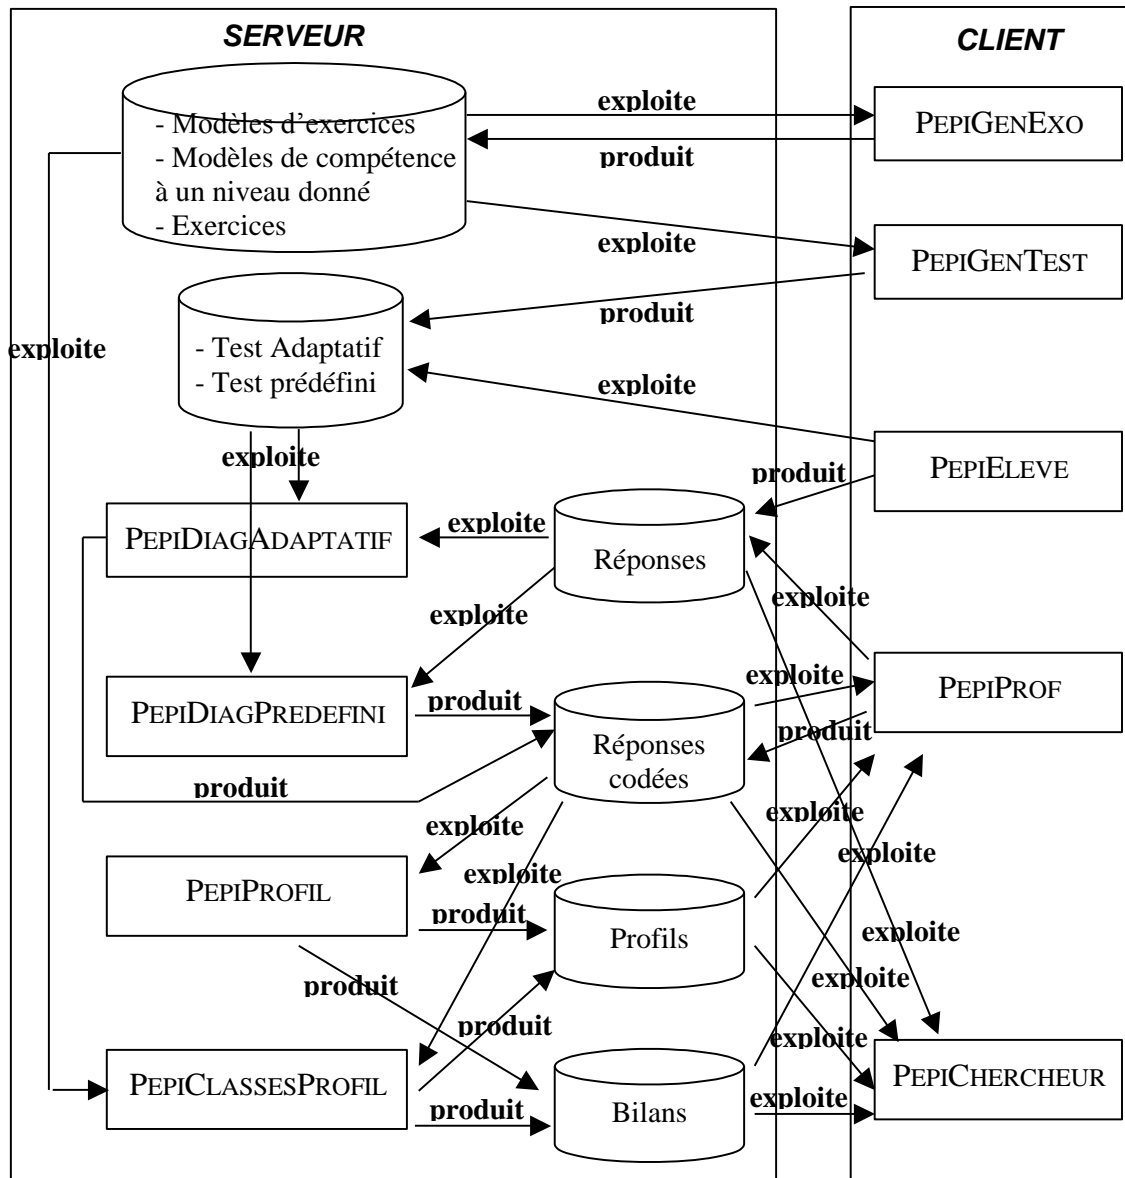 SERVEUR
CLIENT
- Modèles d'exercices
- Modèles de compétence
à un niveau donné
- Exercices
exploite
produit
PEPIGENEXO
exploite
PEPIGENTEST
produit
exploite
- Test Adaptatif
- Test prédéfini
exploite
exploite
PEPIELEVE
produit
PEPIDIAGADAPTATIF
exploite
Réponses
exploite
exploite
PEPIDIAGPREDEFINI
produit
Réponses
codées
exploite
PEPIPROF
produit
produit
exploite
exploite
exploite
exploite
PEPIPROFIL
produit
Profils
exploite
exploite
produit
produit
exploite
PEPICLASSESPROFIL
produit
Bilans
exploite
PEPICHERCHEUR